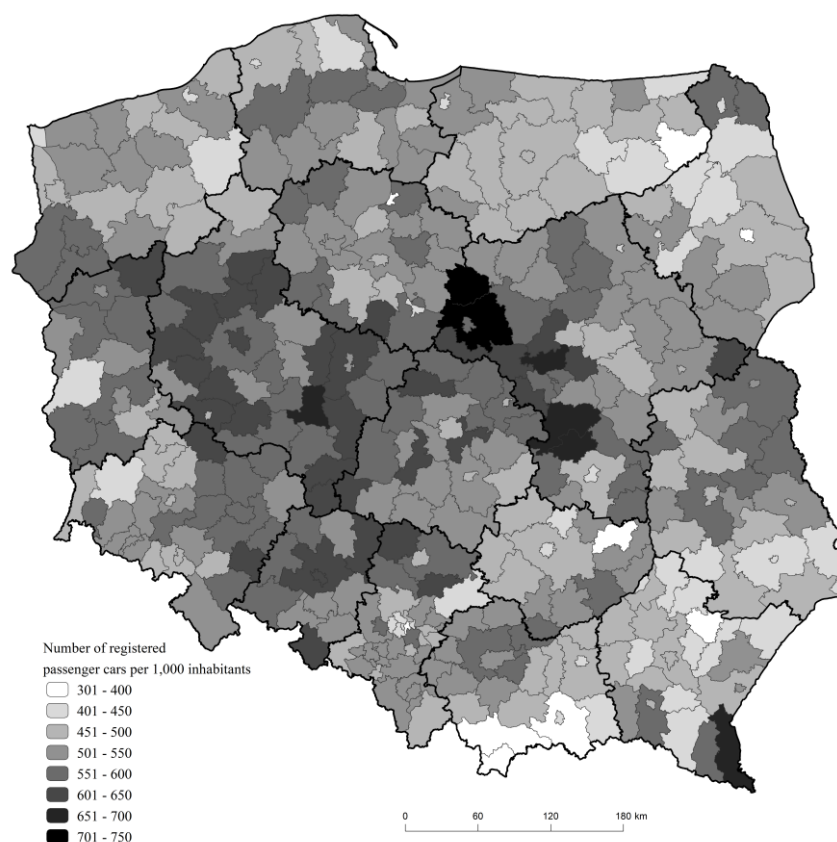 Number of registered
passenger cars per 1,000 inhabitants
301 - 400
401 - 450
451 - 500
501 - 550
551 - 600
601 - 650
651 - 700
701 - 750
0 60 120 180 km